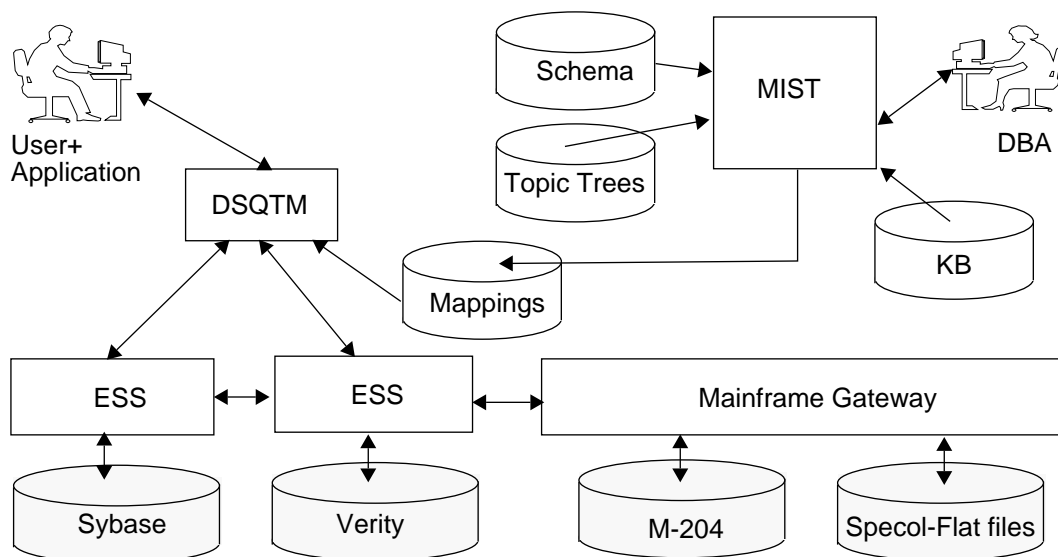 Schema
MIST
User+
Application
DBA
Topic Trees
DSQTM
KB
Mappings
ESS
ESS
Mainframe Gateway
Sybase
Verity
M-204
Specol-Flat files